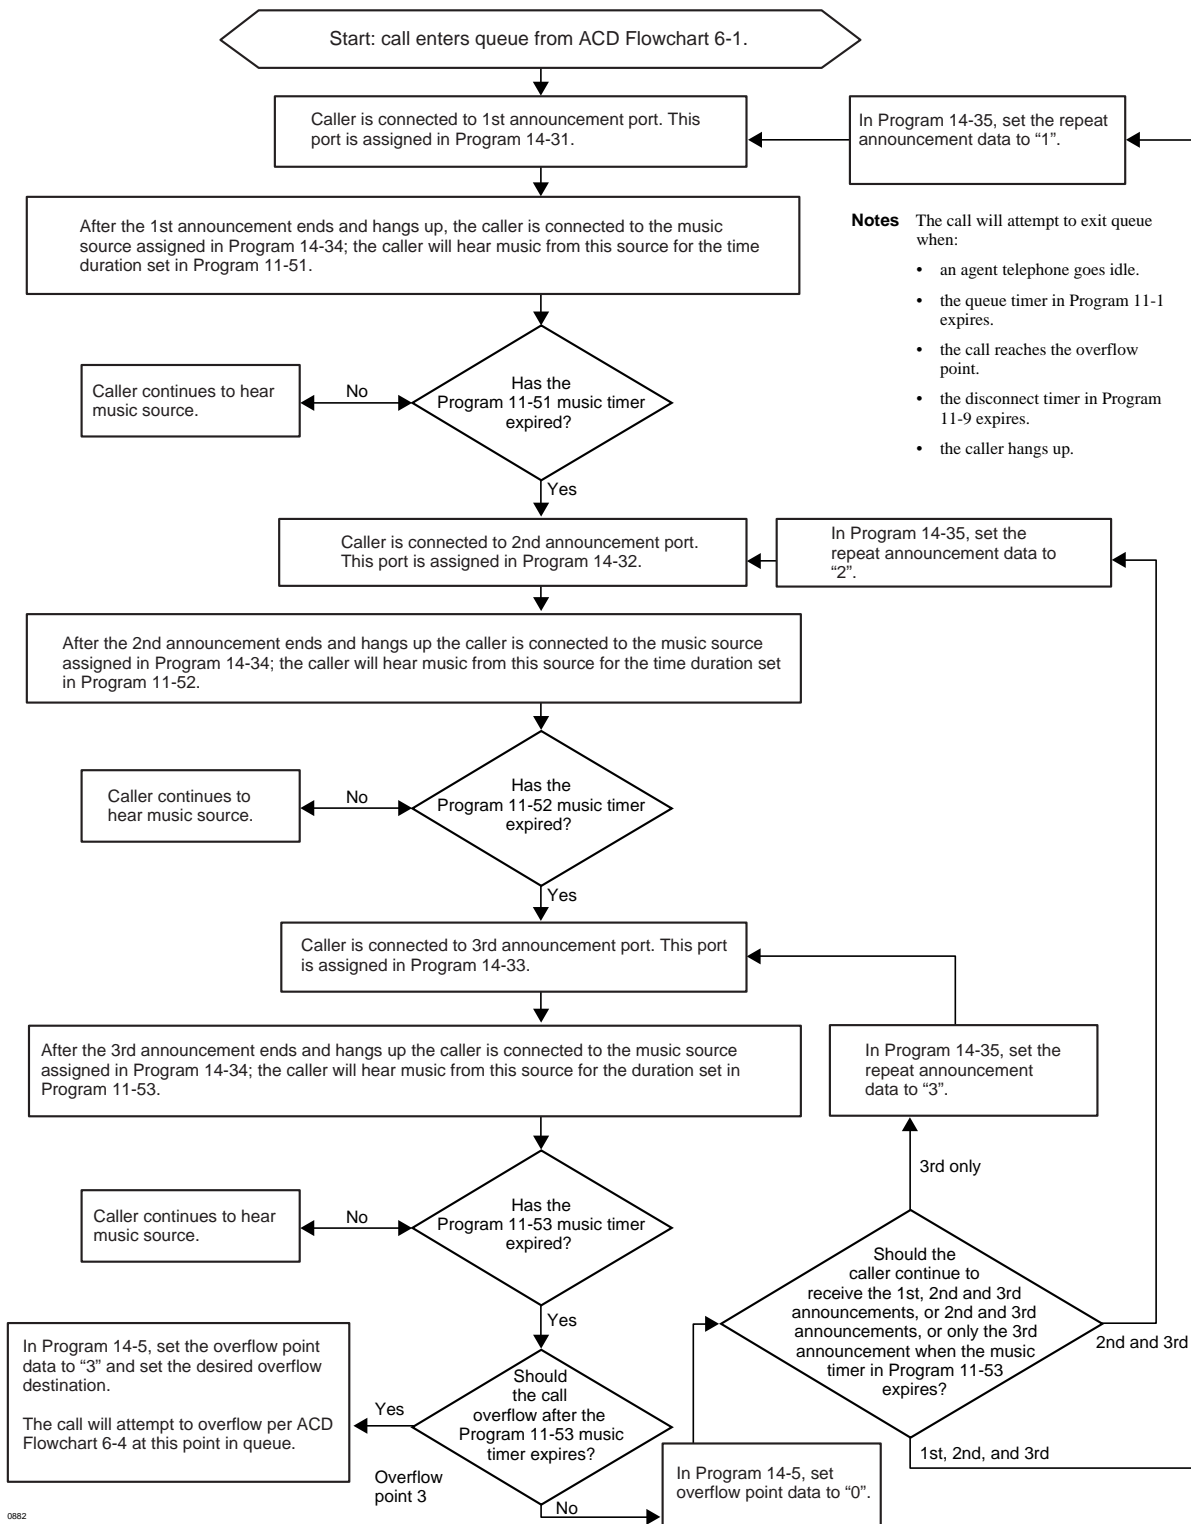 Start: call enters queue from ACD Flowchart 6-1.
Caller is connected to 1st announcement port. This
port is assigned in Program 14-31.
In Program 14-35, set the repeat
announcement data to “1”.
After the 1st announcement ends and hangs up, the caller is connected to the music
source assigned in Program 14-34; the caller will hear music from this source for the time
duration set in Program 11-51.
Notes The call will attempt to exit queue
when:
• an agent telephone goes idle.
• the queue timer in Program 11-1
expires.
• the call reaches the overflow
point.
• the disconnect timer in Program
11-9 expires.
• the caller hangs up.
Caller continues to hear
music source.
No
Has the
Program 11-51 music timer
expired?
Yes
Caller is connected to 2nd announcement port.
This port is assigned in Program 14-32.
In Program 14-35, set the
repeat announcement data to
“2”.
After the 2nd announcement ends and hangs up the caller is connected to the music source
assigned in Program 14-34; the caller will hear music from this source for the time duration set
in Program 11-52.
Caller continues to
hear music source.
No
Has the
Program 11-52 music timer
expired?
Yes
Caller is connected to 3rd announcement port. This port
is assigned in Program 14-33.
After the 3rd announcement ends and hangs up the caller is connected to the music source
assigned in Program 14-34; the caller will hear music from this source for the duration set in
Program 11-53.
In Program 14-35, set the
repeat announcement
data to “3”.
3rd only
Caller continues to hear
music source.
No
Has the
Program 11-53 music timer
expired?
Yes
Should the
caller continue to
receive the 1st, 2nd and 3rd
announcements, or 2nd and 3rd
announcements, or only the 3rd
announcement when the music
timer in Program 11-53
expires?
2nd and 3rd
1st, 2nd, and 3rd
In Program 14-5, set the overflow point
data to “3” and set the desired overflow
destination.
The call will attempt to overflow per ACD
Flowchart 6-4 at this point in queue.
Yes
Should
the call
overflow after the
Program 11-53 music
timer expires?
Overflow
point 3
No
In Program 14-5, set
overflow point data to “0”.
0882